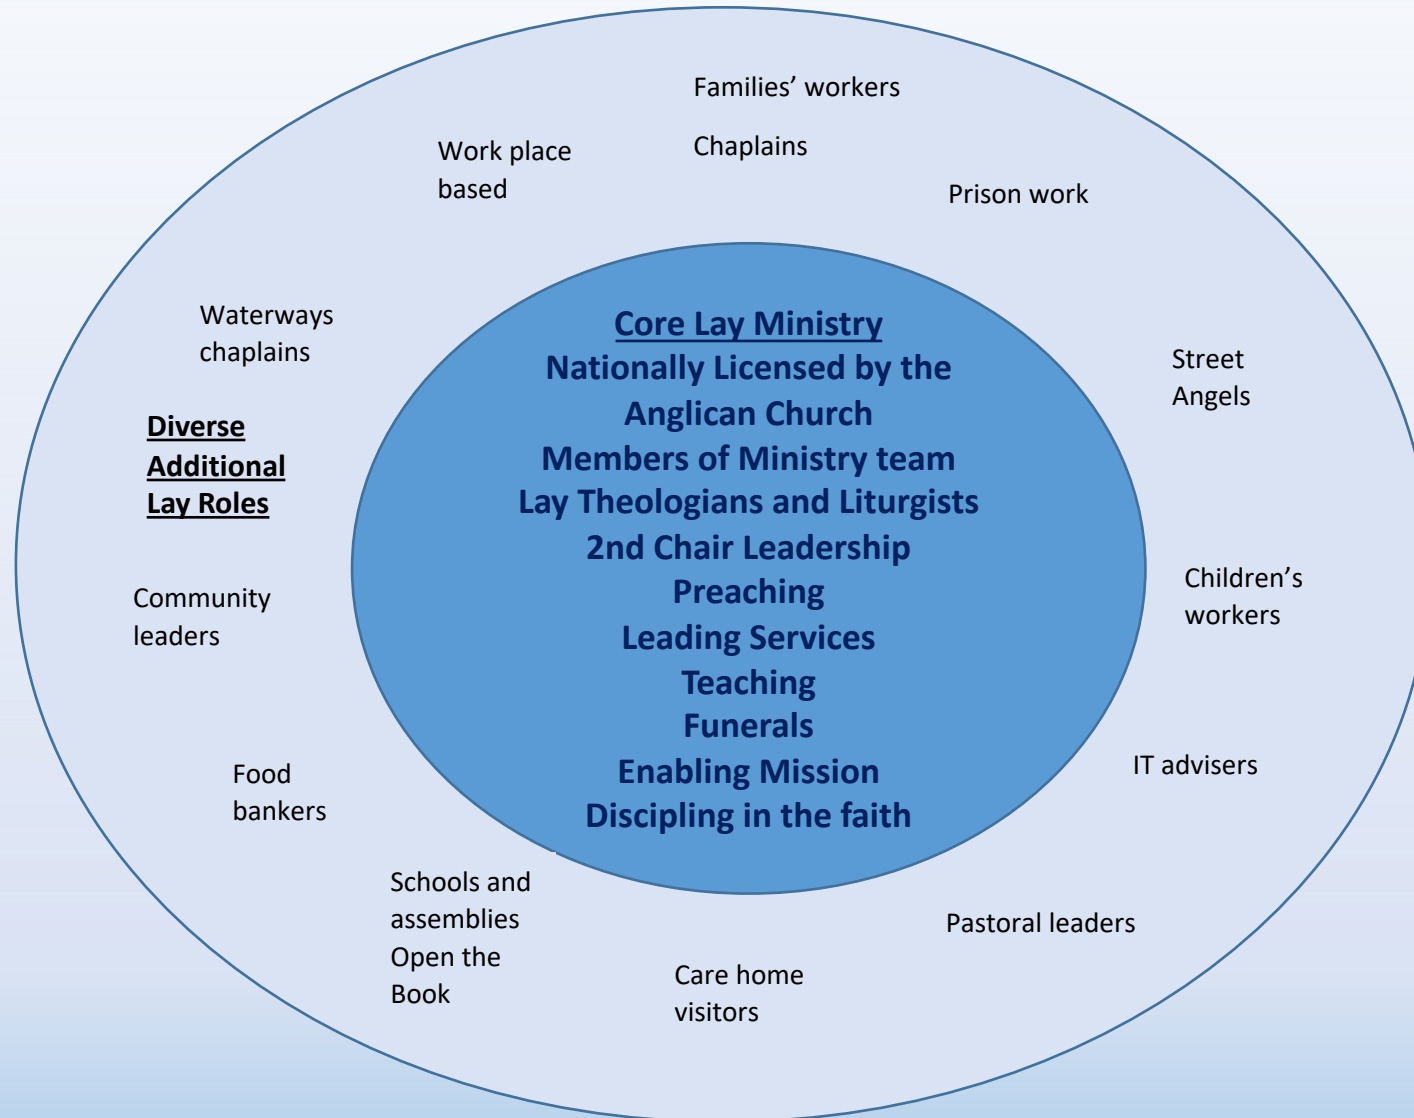 Families’ workers
Chaplains
Work place
based
Prison work
Waterways
chaplains
Street
Angels
Diverse
Additional
Lay Roles
Core Lay Ministry
Nationally Licensed by the
Anglican Church
Members of Ministry team
Lay Theologians and Liturgists
2nd Chair Leadership
Preaching
Leading Services
Teaching
Funerals
Enabling Mission
Discipling in the faith
Community
leaders
Children’s
workers
Food
bankers
IT advisers
Schools and
assemblies
Open the
Book
Care home
visitors
Pastoral leaders